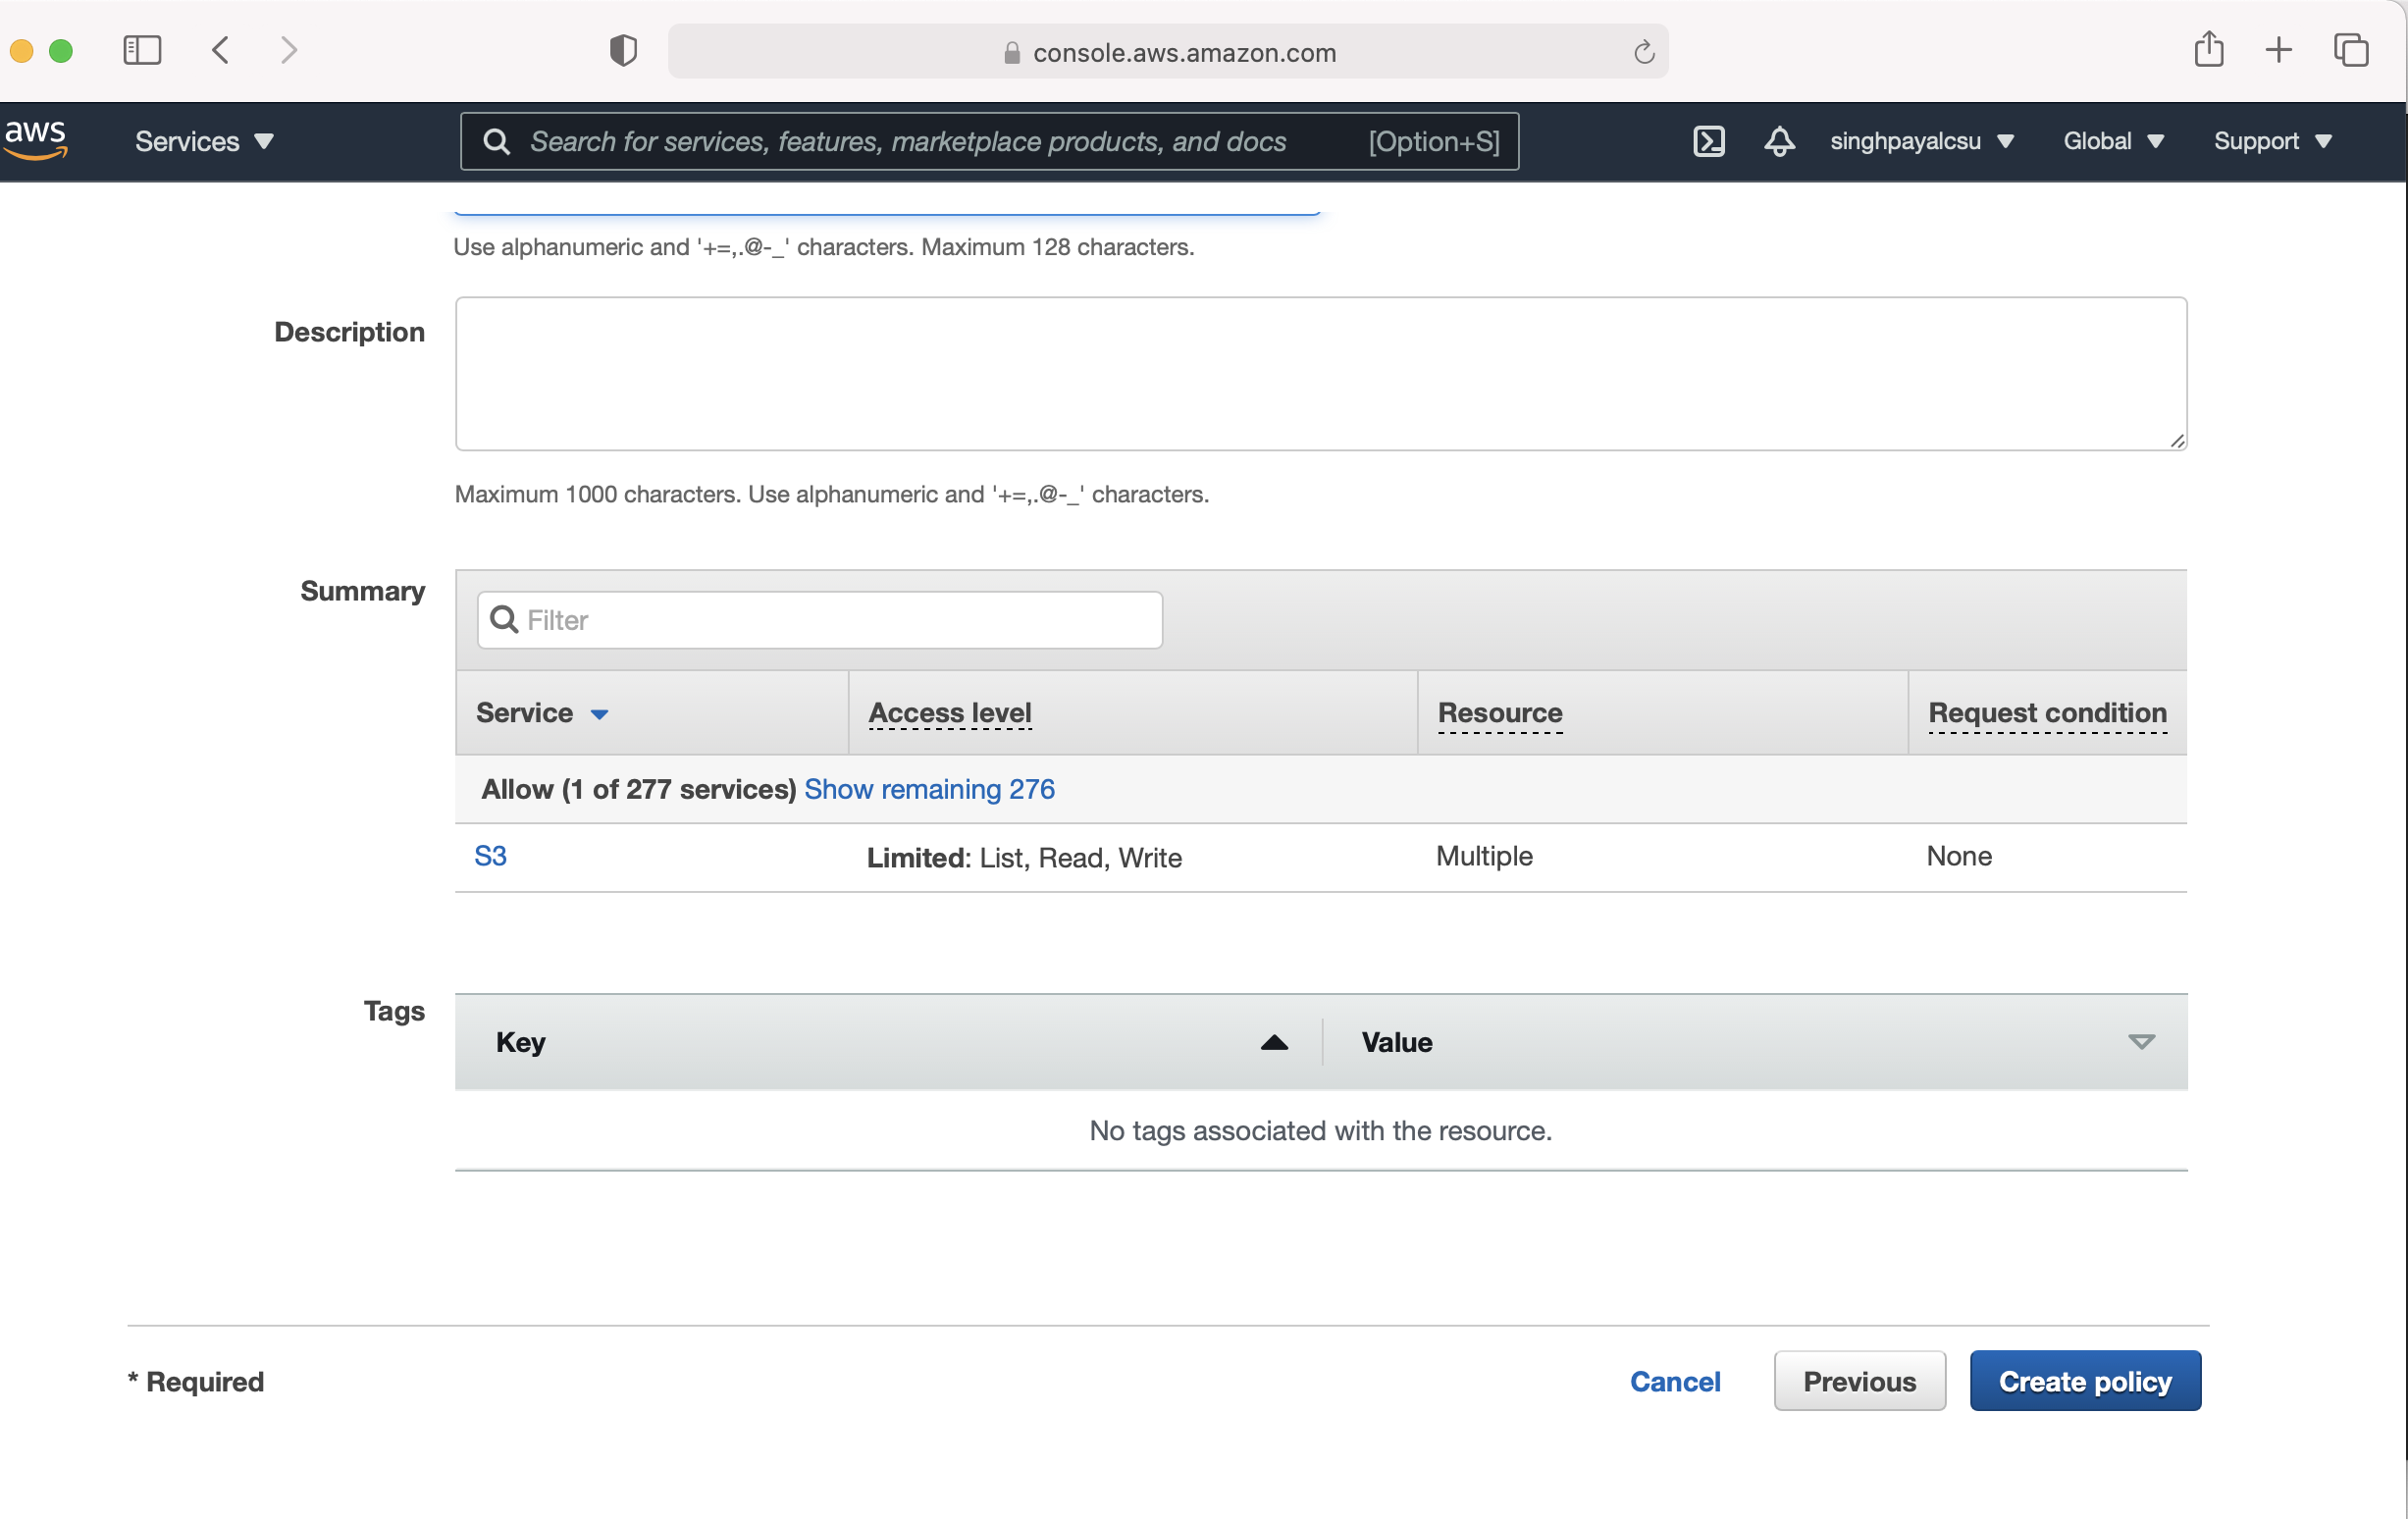 console.aws.amazon.com
aws
Services
Search for services, features, marketplace products, and docs [Option+S]
singhpayalcsu
Global
Support
Use alphanumeric and '+=,.@-_' characters. Maximum 128 characters.
Description
Maximum 1000 characters. Use alphanumeric and '+=,.@-_' characters.
Summary
Filter
Service Access level Resource Request condition
Allow (1 of 277 services) Show remaining 276
S3 Limited: List, Read, Write Multiple None
Tags
Key Value
No tags associated with the resource.
* Required
Cancel Previous Create policy